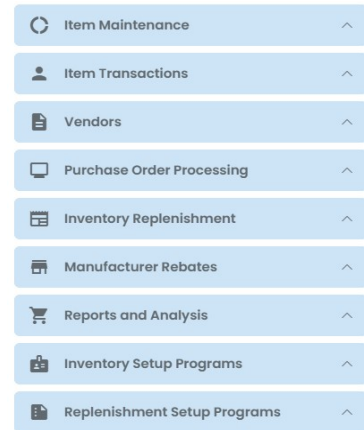 Item Maintenance
Item Transactions
Vendors
Purchase Order Processing
Inventory Replenishment
Manufacturer Rebates
Reports and Analysis
Inventory Setup Programs
Replenishment Setup Programs